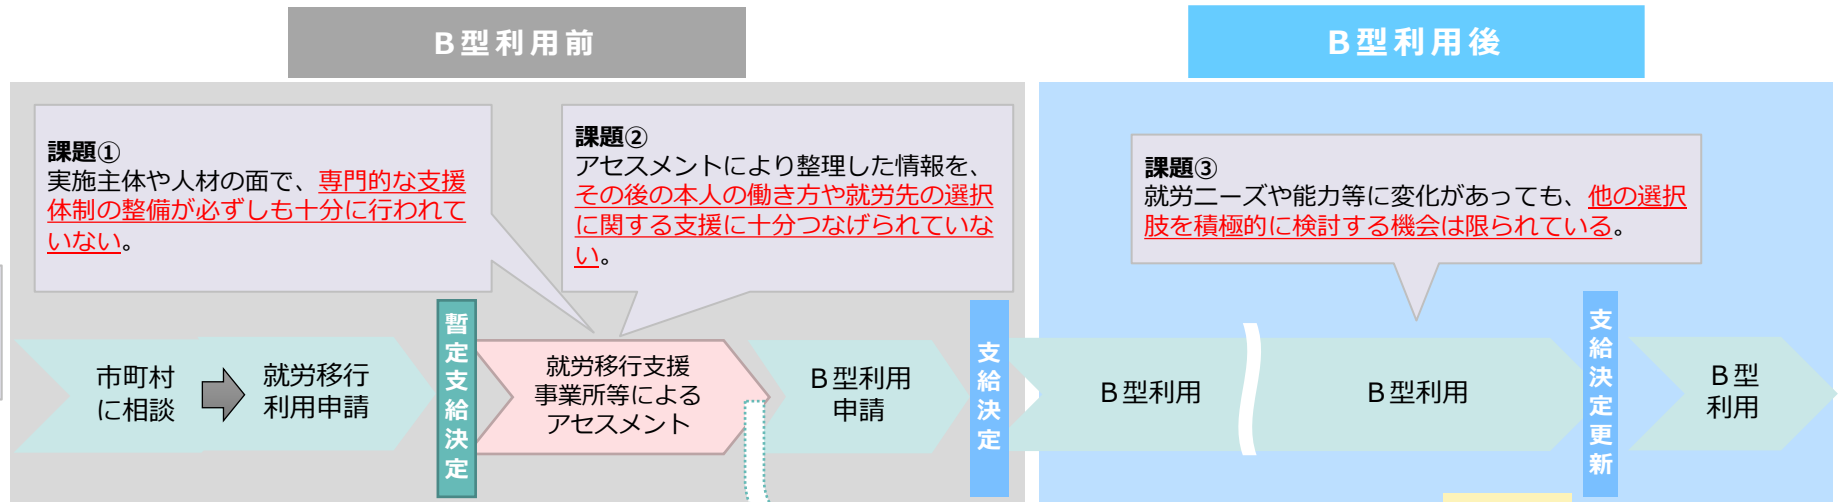 B型利用前
B型利用後
課題①
実施主体や人材の面で、専門的な支援
体制の整備が必ずしも十分に行われて
いない。
課題②
アセスメントにより整理した情報を、
その後の本人の働き方や就労先の選択
に関する支援に十分つなげられていな
い。
課題③
就労ニーズや能力等に変化があっても、他の選択
肢を積極的に検討する機会は限られている。
市町村
に相談
就労移行
利用申請
暫定支給決定
就労移行支援
事業所等による
アセスメント
B型利用
申請
支給決定
B型利用
B型利用
支給決定更新
B型
利用